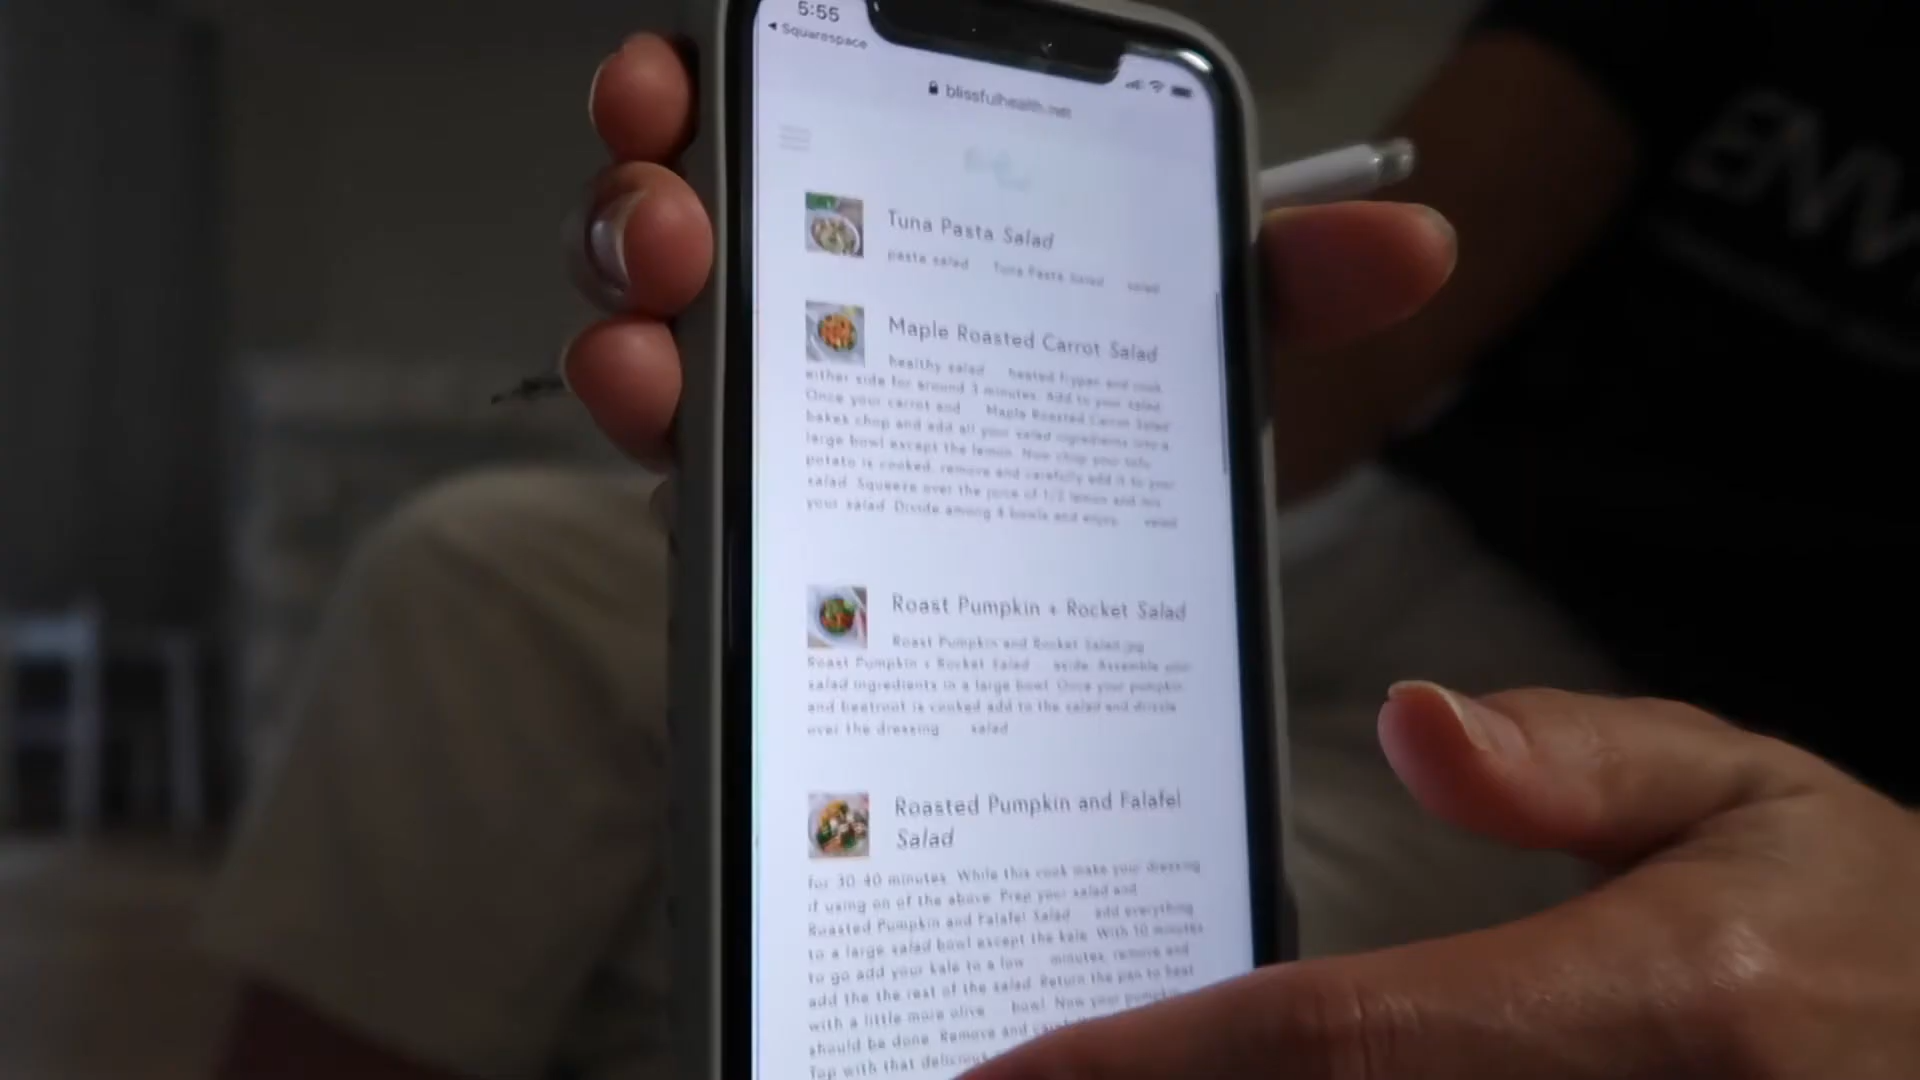 5:55
◀ Squarespace
blissfulhealth.net
Tuna Pasta Salad
pasta salad Tuna Pasta Salad salad
Maple Roasted Carrot Salad
healthy salad heated frypan and cook
either side for around 3 minutes. Add to your salad.
Once your carrot and Maple Roasted Carrot Salad
bakes chop and add all your salad ingredients into a
large bowl except the lemon. Now chop your tofu
potato is cooked, remove and carefully add it to your
salad. Squeeze over the juice of 1/2 lemon and mix
your salad. Divide among 4 bowls and enjoy. salad
Roast Pumpkin + Rocket Salad
Roast Pumpkin and Rocket Salad.jpg
Roast Pumpkin + Rocket Salad aside. Assemble your
salad ingredients in a large bowl. Once your pumpkin
and beetroot is cooked add to the salad and drizzle
over the dressing salad
Roasted Pumpkin and Falafel
Salad
for 30-40 minutes. While this cook make your dressing
if using on of the above. Prep your salad and
Roasted Pumpkin and Falafel Salad add everything
to a large salad bowl except the kale. With 10 minutes
to go add your kale to a low minutes, remove and
add the the rest of the salad. Return the pan to heat
with a little more olive bowl. Now your pumpkin
should be done. Remove and
Top with that delicious